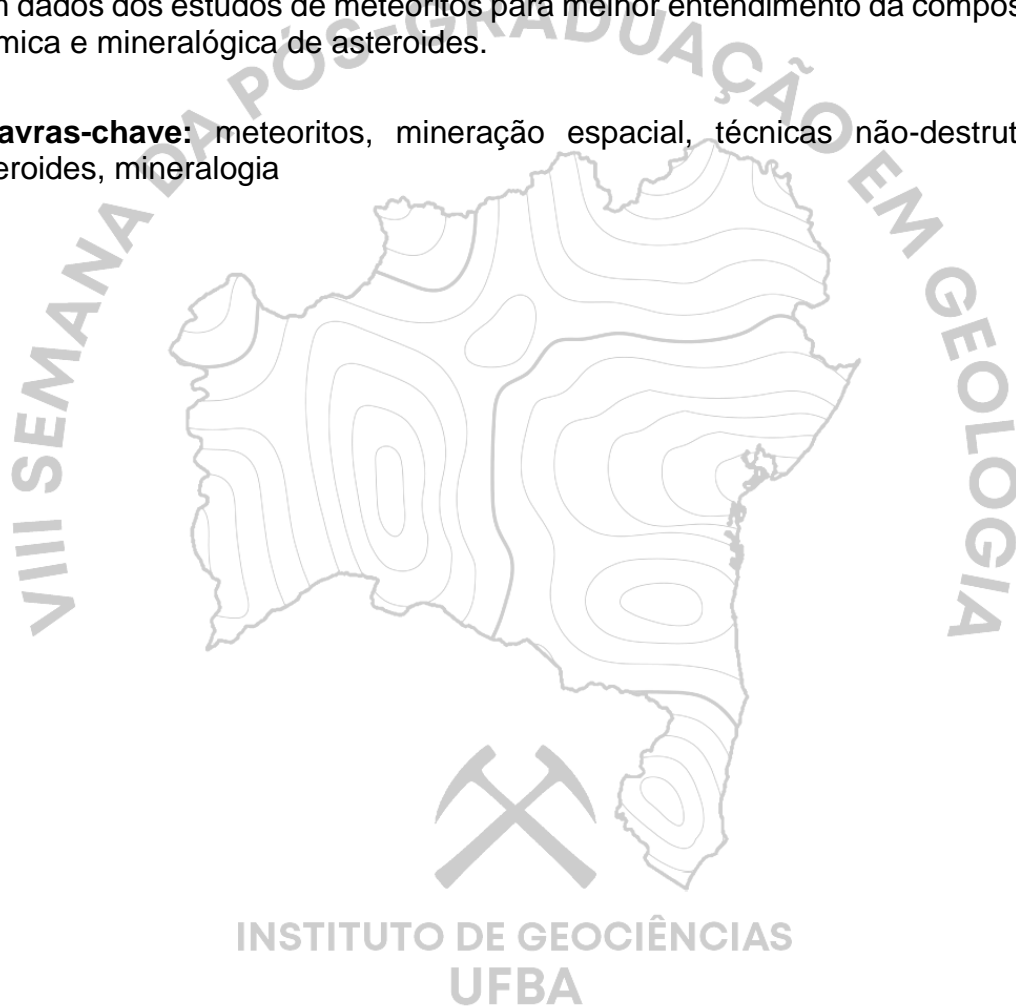 m dados dos estudos de meteoritos para melhor entendimento da compos
mica e mineralógica de asteroides.
avras-chave: meteoritos, mineração espacial, técnicas não-destrut
eroides, mineralogia
VIII SEMANA DA PÓS-GRADUAÇÃO EM GEOLOGIA
INSTITUTO DE GEOCIÊNCIAS
UFBA